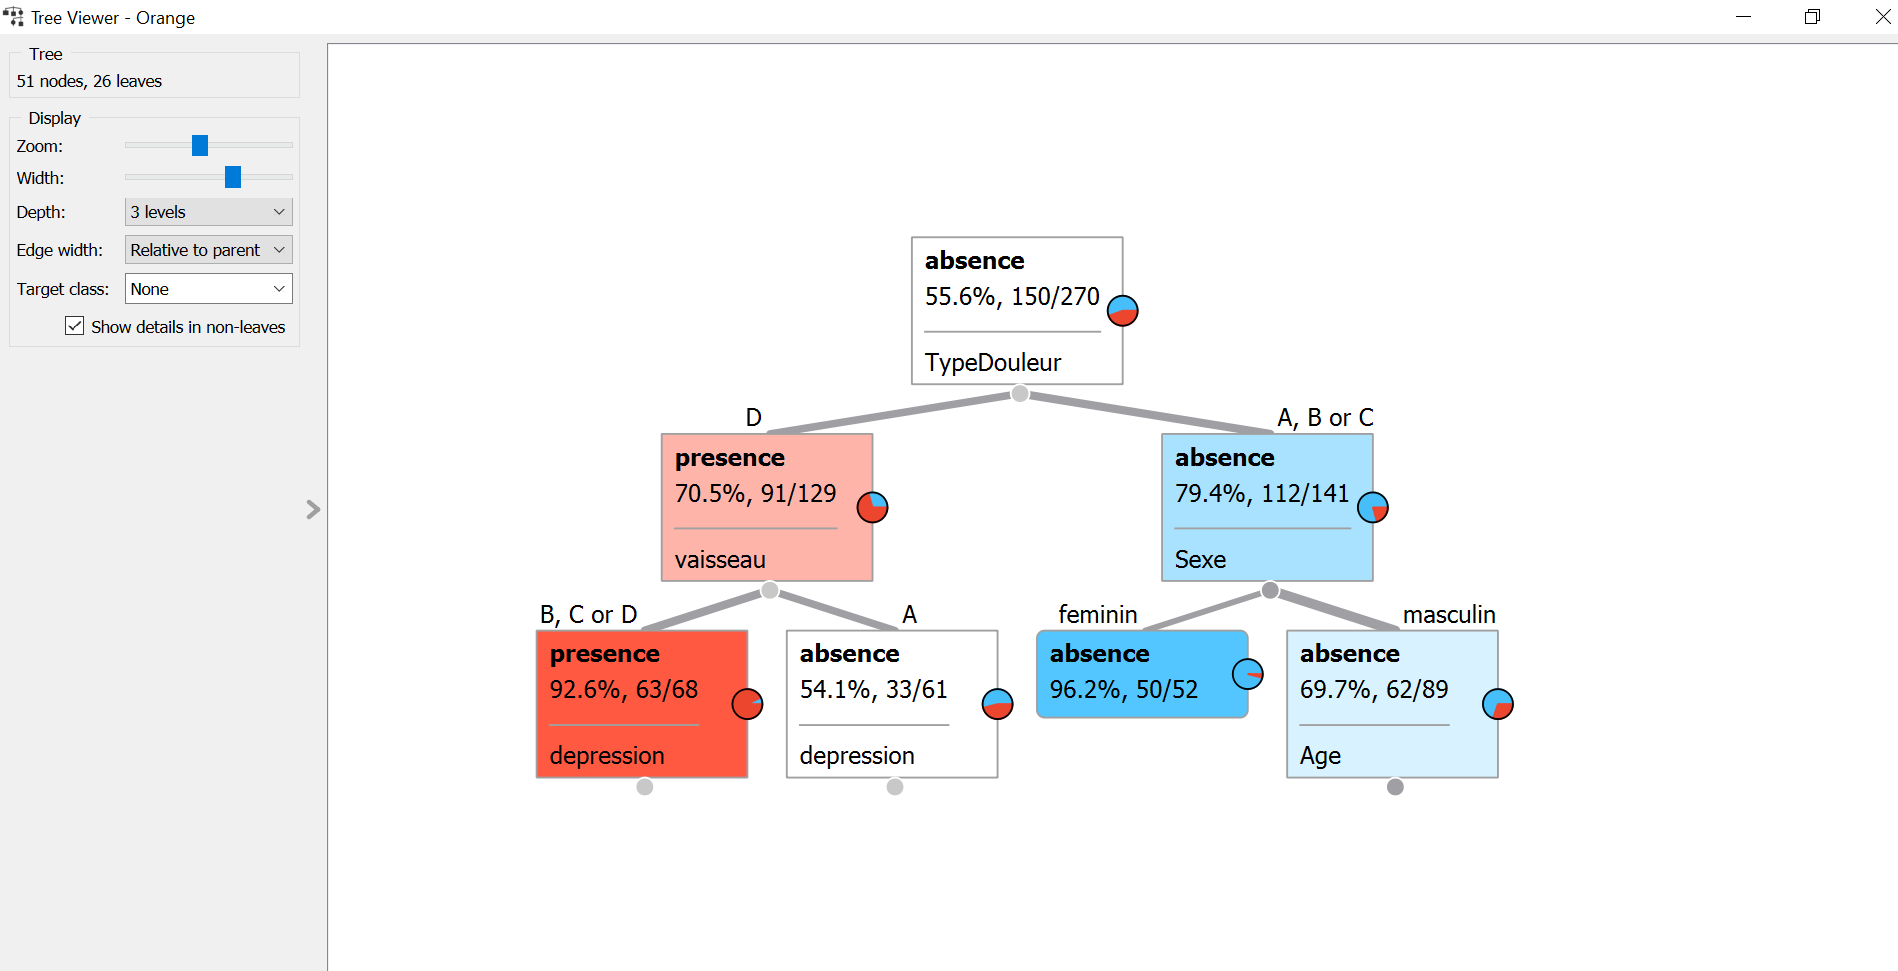 Tree Viewer - Orange
Tree
51 nodes, 26 leaves
Display
Zoom:
Width:
Depth: 3 levels
Edge width: Relative to parent
Target class: None
Show details in non-leaves
absence
55.6%, 150/270
TypeDouleur
D
A, B or C
presence
70.5%, 91/129
vaisseau
absence
79.4%, 112/141
Sexe
B, C or D
A
feminin
masculin
presence
92.6%, 63/68
depression
absence
54.1%, 33/61
depression
absence
96.2%, 50/52
absence
69.7%, 62/89
Age